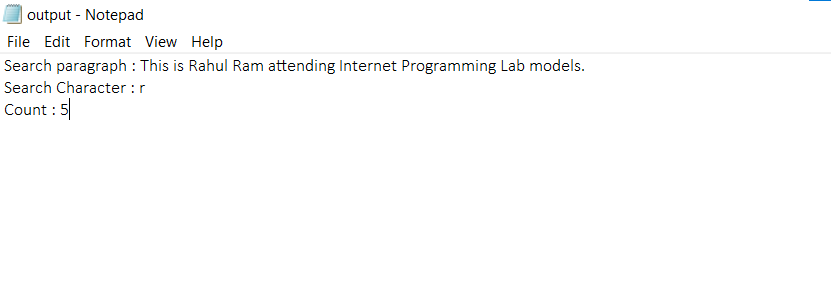 output - Notepad
File Edit Format View Help
Search paragraph : This is Rahul Ram attending Internet Programming Lab models.
Search Character : r
Count : 5